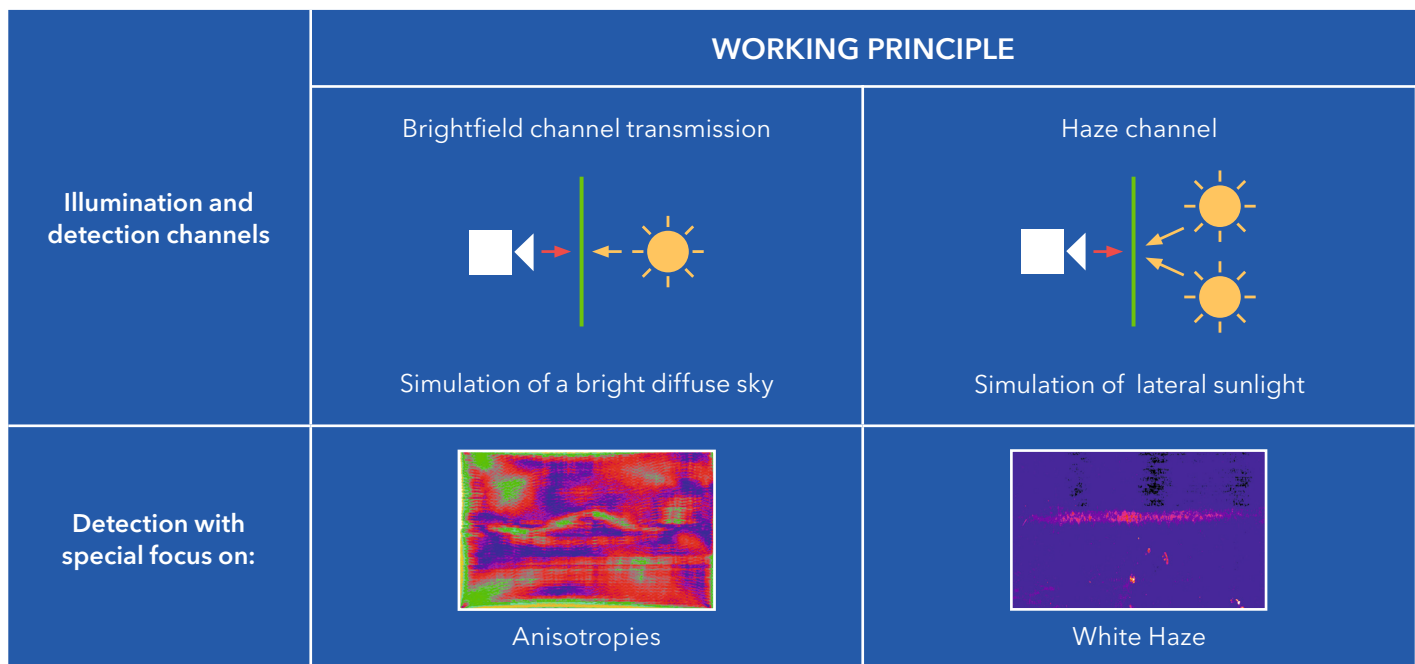 WORKING PRINCIPLE
Illumination and
detection channels
Brightfield channel transmission
Simulation of a bright diffuse sky
Haze channel
Simulation of lateral sunlight
Detection with
special focus on:
Anisotropies
White Haze